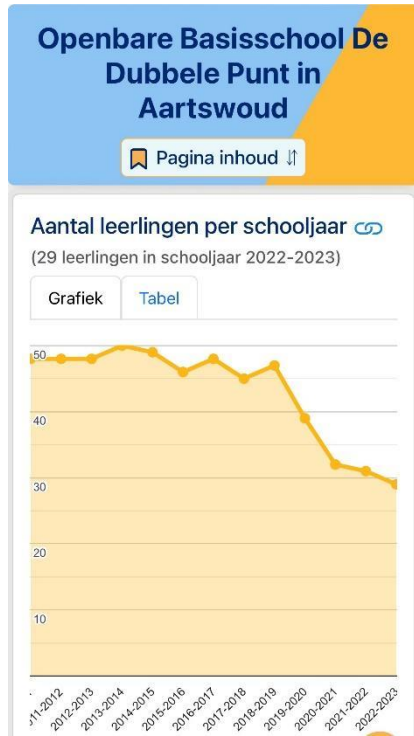 Openbare Basisschool De
Dubbele Punt in
Aartswoud
Pagina inhoud
Aantal leerlingen per schooljaar
(29 leerlingen in schooljaar 2022-2023)
Grafiek
Tabel
50
40
30
20
10
2012-2013
2013-2014
2014-2015
2015-2016
2016-2017
2017-2018
2018-2019
2019-2020
2020-2021
2021-2022
2022-2023